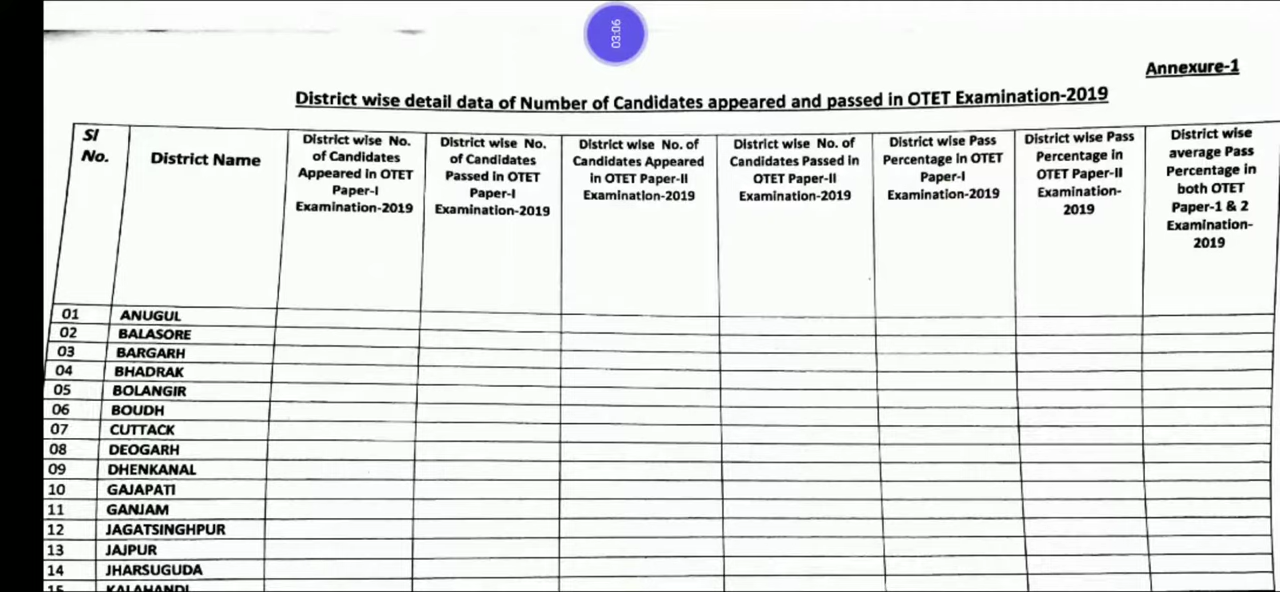 03:06
Annexure-1
District wise detail data of Number of Candidates appeared and passed in OTET Examination-2019
Sl
No.
District Name
District wise No.
of Candidates
Appeared in OTET
Paper-I
Examination-2019
District wise No.
of Candidates
Passed in OTET
Paper-I
Examination-2019
District wise No. of
Candidates Appeared
in OTET Paper-II
Examination-2019
District wise No. of
Candidates Passed in
OTET Paper-II
Examination-2019
District wise Pass
Percentage in OTET
Paper-I
Examination-2019
District wise Pass
Percentage in
OTET Paper-II
Examination-
2019
District wise
average Pass
Percentage in
both OTET
Paper-1 & 2
Examination-
2019
01 ANUGUL
02 BALASORE
03 BARGARH
04 BHADRAK
05 BOLANGIR
06 BOUDH
07 CUTTACK
08 DEOGARH
09 DHENKANAL
10 GAJAPATI
11 GANJAM
12 JAGATSINGHPUR
13 JAJPUR
14 JHARSUGUDA
15 KALAHANDI